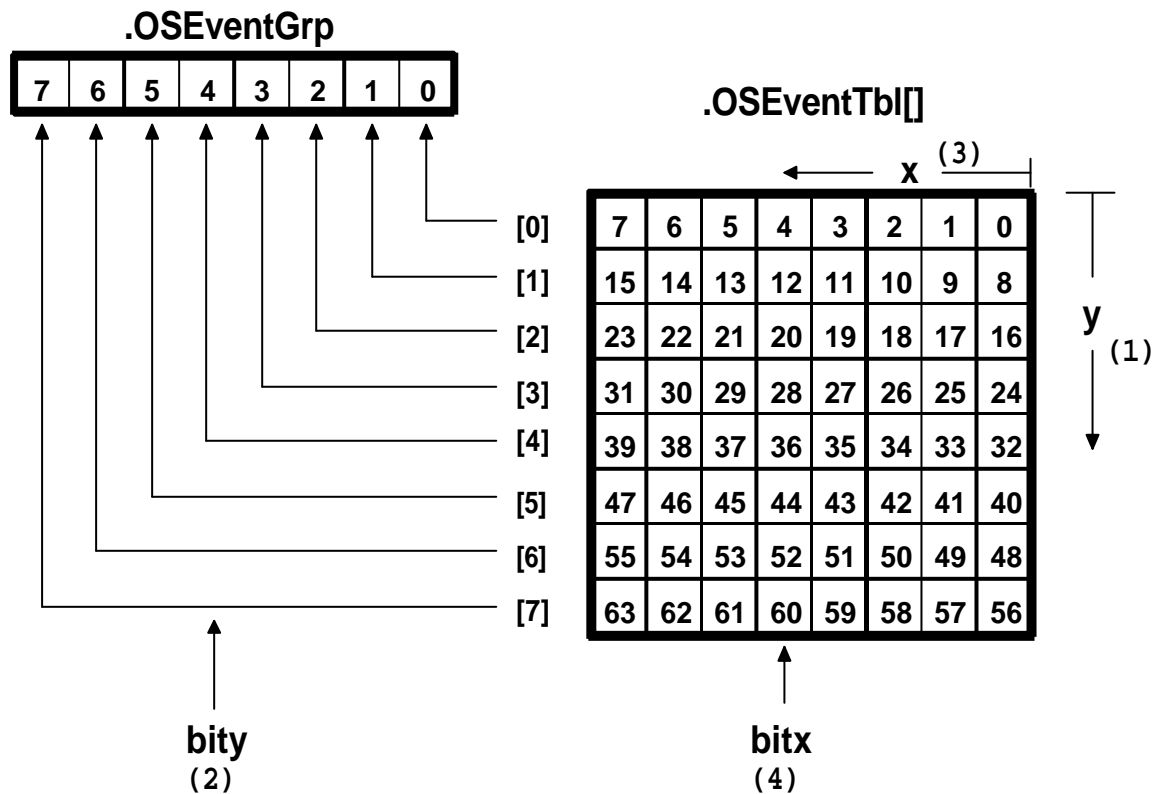 .OSEventGrp
7 6 5 4 3 2 1 0
.OSEventTbl[]
x (3)
[0] 7 6 5 4 3 2 1 0
[1] 15 14 13 12 11 10 9 8
[2] 23 22 21 20 19 18 17 16
y
(1)
[3] 31 30 29 28 27 26 25 24
[4] 39 38 37 36 35 34 33 32
[5] 47 46 45 44 43 42 41 40
[6] 55 54 53 52 51 50 49 48
[7] 63 62 61 60 59 58 57 56
bity
(2)
bitx
(4)